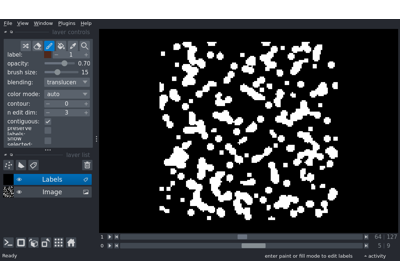 File View Window Plugins Help
layer controls
label: 1
opacity: 0.70
brush size: 15
blending: translucen
color mode: auto
contour: 0
n edit dim: 3
contiguous: ✓
preserve labels:
show selected:
layer list
Labels
Image
1 64 127
0 5 9
Ready enter paint or fill mode to edit labels activity